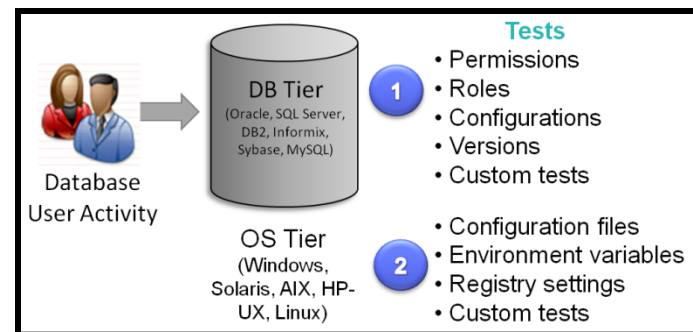 Database
User Activity
DB Tier
(Oracle, SQL Server,
DB2, Informix,
Sybase, MySQL)
OS Tier
(Windows,
Solaris, AIX, HP-
UX, Linux)
Tests
1
• Permissions
• Roles
• Configurations
• Versions
• Custom tests
2
• Configuration files
• Environment variables
• Registry settings
• Custom tests